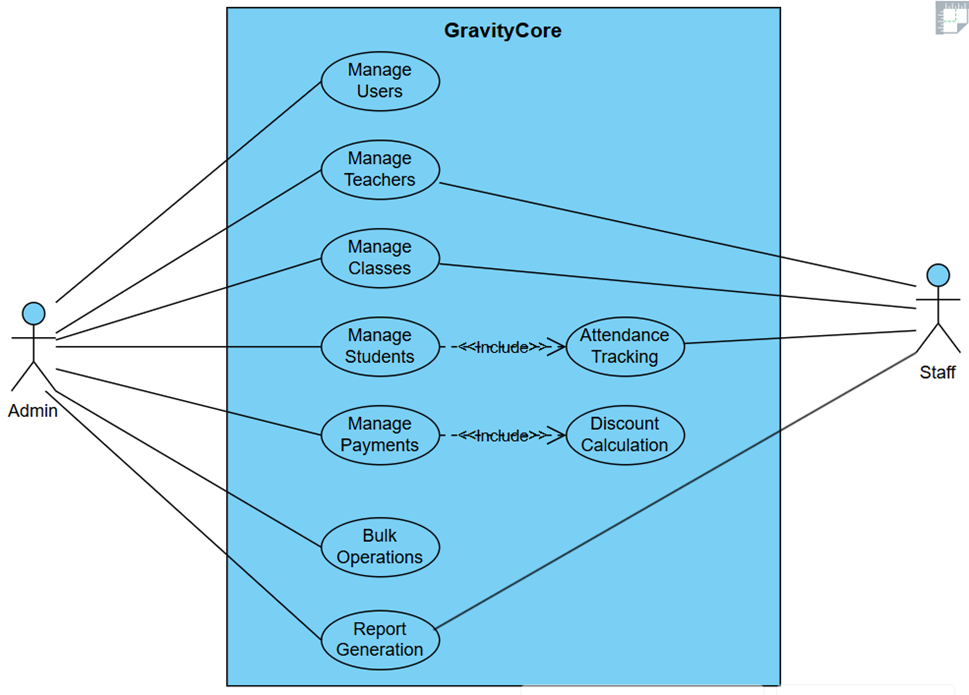 GravityCore
Manage
Users
Manage
Teachers
Manage
Classes
Manage
Students
<<Include>>
Attendance
Tracking
Manage
Payments
<<Include>>
Discount
Calculation
Bulk
Operations
Report
Generation
Admin
Staff